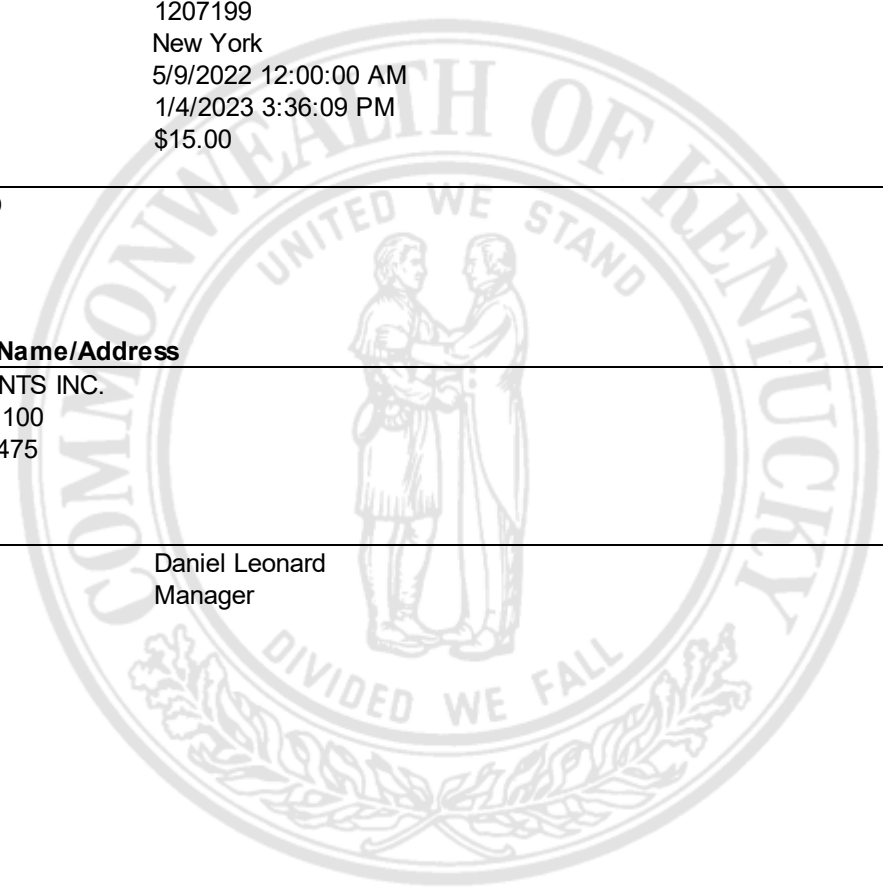 1207199
New York
5/9/2022 12:00:00 AM
1/4/2023 3:36:09 PM
$15.00
COMMONWEALTH OF KENTUCKY
UNITED WE STAND
Name/Address
NTS INC.
100
475
Daniel Leonard
Manager
DIVIDED WE FALL